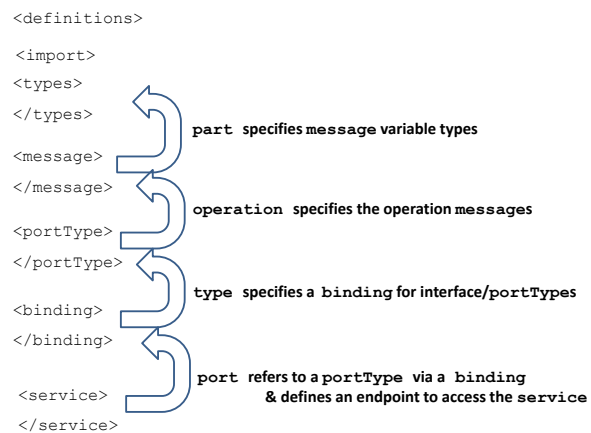 <definitions>
<import>
<types>
</types>
part specifies message variable types
<message>
</message>
operation specifies the operation messages
<portType>
</portType>
type specifies a binding for interface/portTypes
<binding>
</binding>
port refers to a portType via a binding
& defines an endpoint to access the service
<service>
</service>